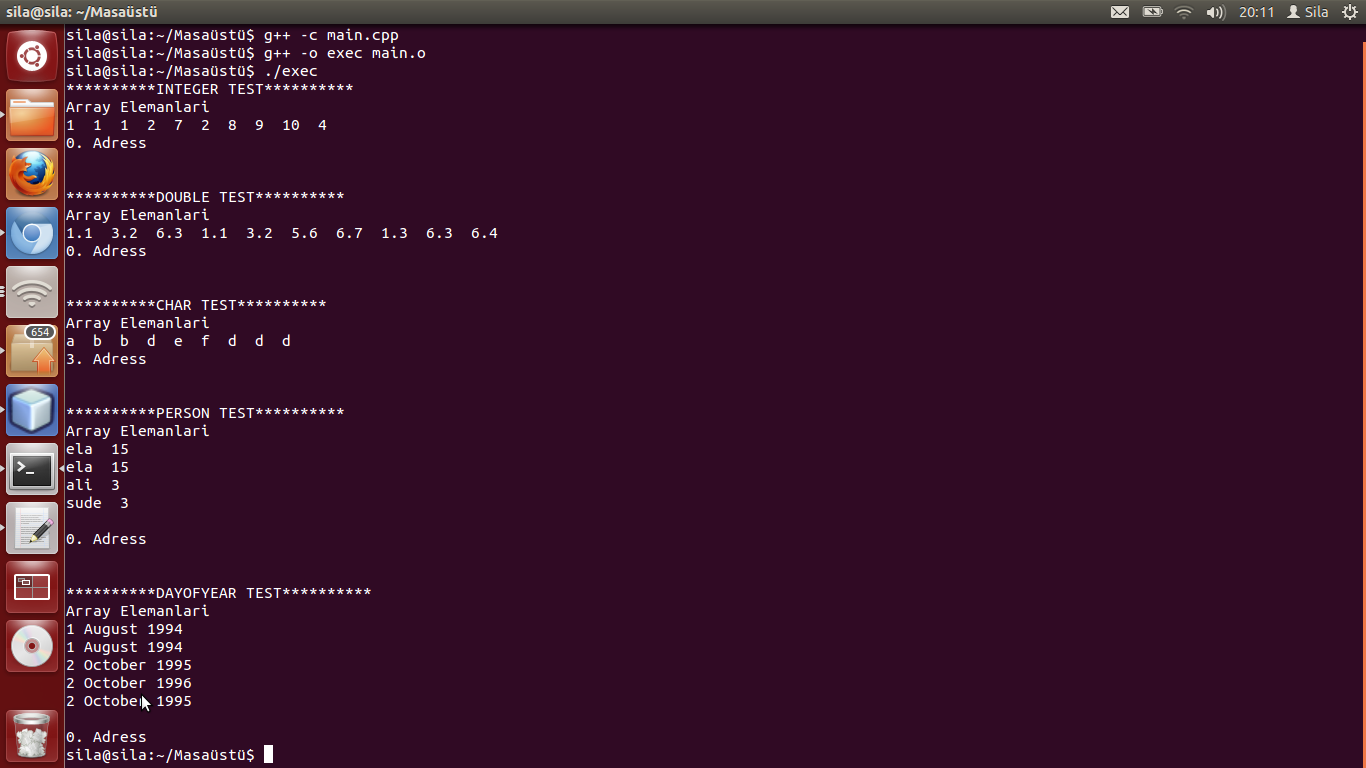 sila@sila: ~/Masaüstü
20:11 Sila
654
sila@sila:~/Masaüstü$ g++ -c main.cpp
sila@sila:~/Masaüstü$ g++ -o exec main.o
sila@sila:~/Masaüstü$ ./exec
**********INTEGER TEST**********
Array Elemanlari
1  1  1  2  7  2  8  9  10  4
0. Adress
**********DOUBLE TEST**********
Array Elemanlari
1.1  3.2  6.3  1.1  3.2  5.6  6.7  1.3  6.3  6.4
0. Adress
**********CHAR TEST**********
Array Elemanlari
a  b  b  d  e  f  d  d  d
3. Adress
**********PERSON TEST**********
Array Elemanlari
ela  15
ela  15
ali  3
sude  3
0. Adress
**********DAYOFYEAR TEST**********
Array Elemanlari
1 August 1994
1 August 1994
2 October 1995
2 October 1996
2 October 1995
0. Adress
sila@sila:~/Masaüstü$